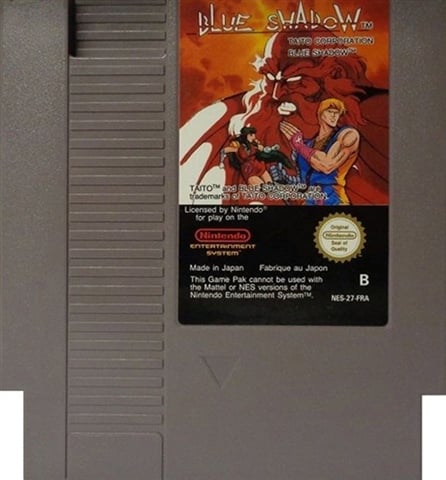 BLUE SHADOW™
TAITO CORPORATION
BLUE SHADOW™
TAITO™ and BLUE SHADOW™ are
trademarks of TAITO CORPORATION.
Licensed by Nintendo®
for play on the
Nintendo
ENTERTAINMENT
SYSTEM™
Original
Nintendo
Seal of
Quality
Made in Japan Fabrique au Japon
This Game Pak cannot be used with
the Mattel or NES versions of the
Nintendo Entertainment System™.
B
NES-27-FRA